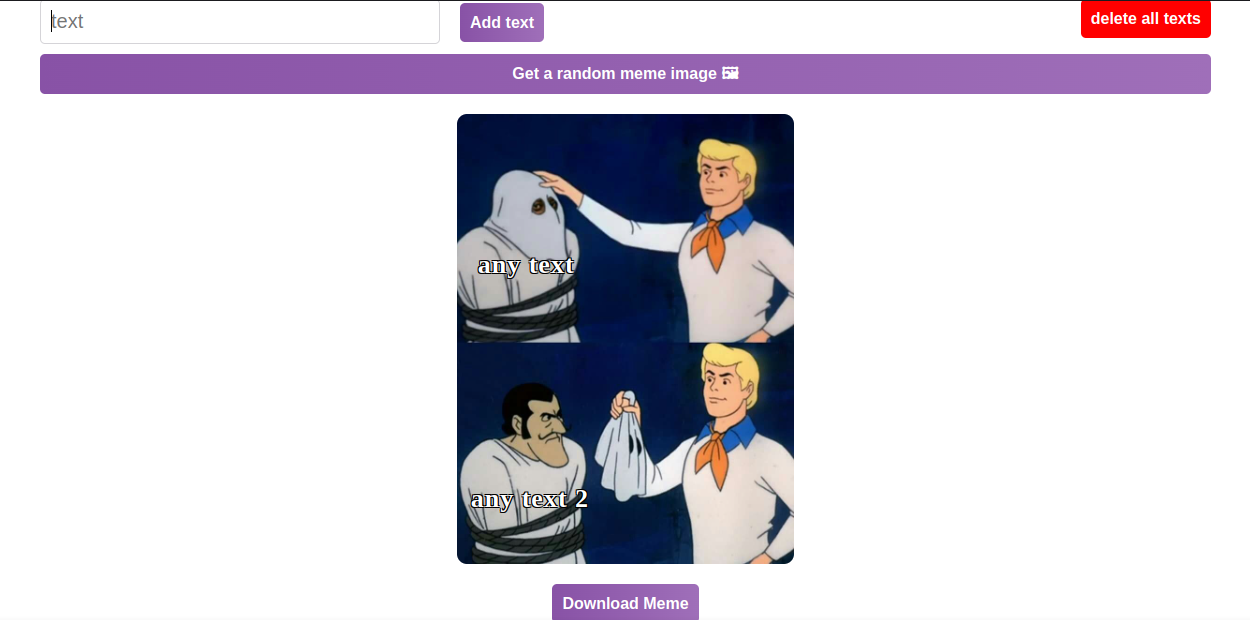 text
Add text
delete all texts
Get a random meme image 🖼
any text
any text 2
Download Meme